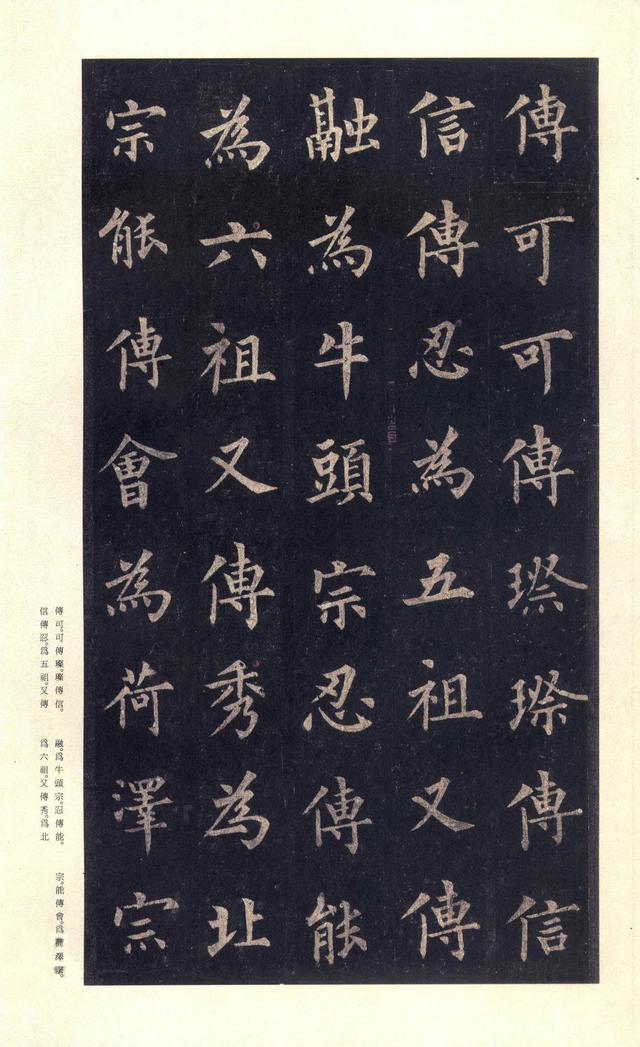 傳可可傳璨璨傳信
信傳忍為五祖又傳
融為牛頭宗忍傳能
為六祖又傳秀為北
宗能傳會為荷澤宗
傳可。可傳璨。璨傳信。
信傳忍。爲五祖。又傳
融。爲牛頭宗。忍傳能。
爲六祖。又傳秀。爲北
宗。能傳會。爲荷澤宗。